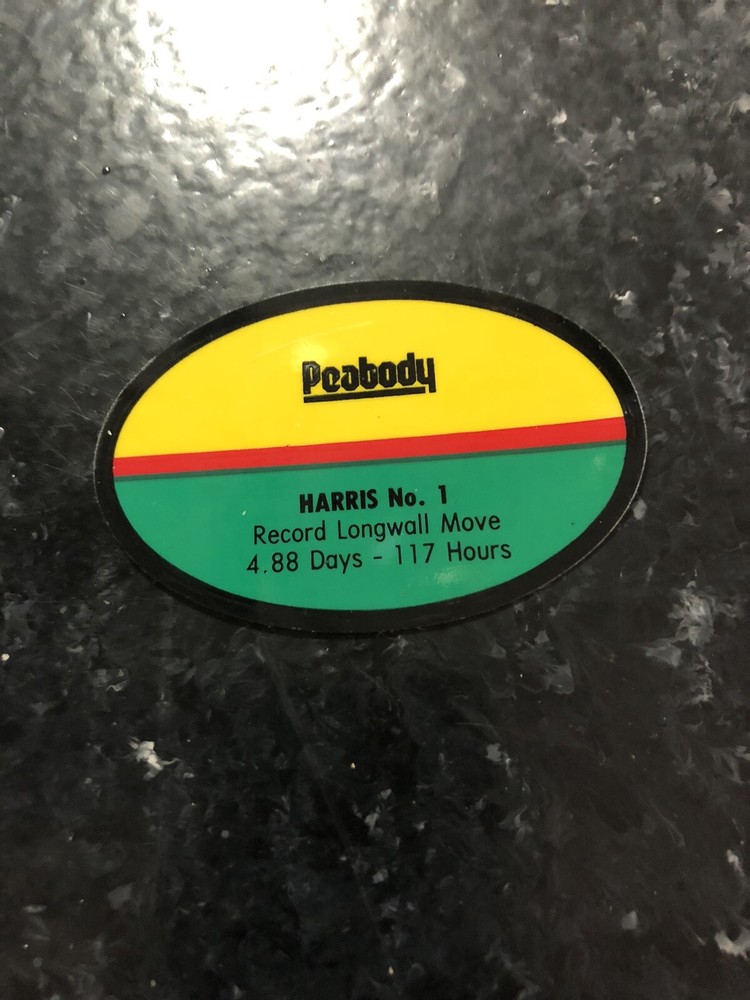 Peabody
HARRIS No. 1
Record Longwall Move
4.88 Days - 117 Hours